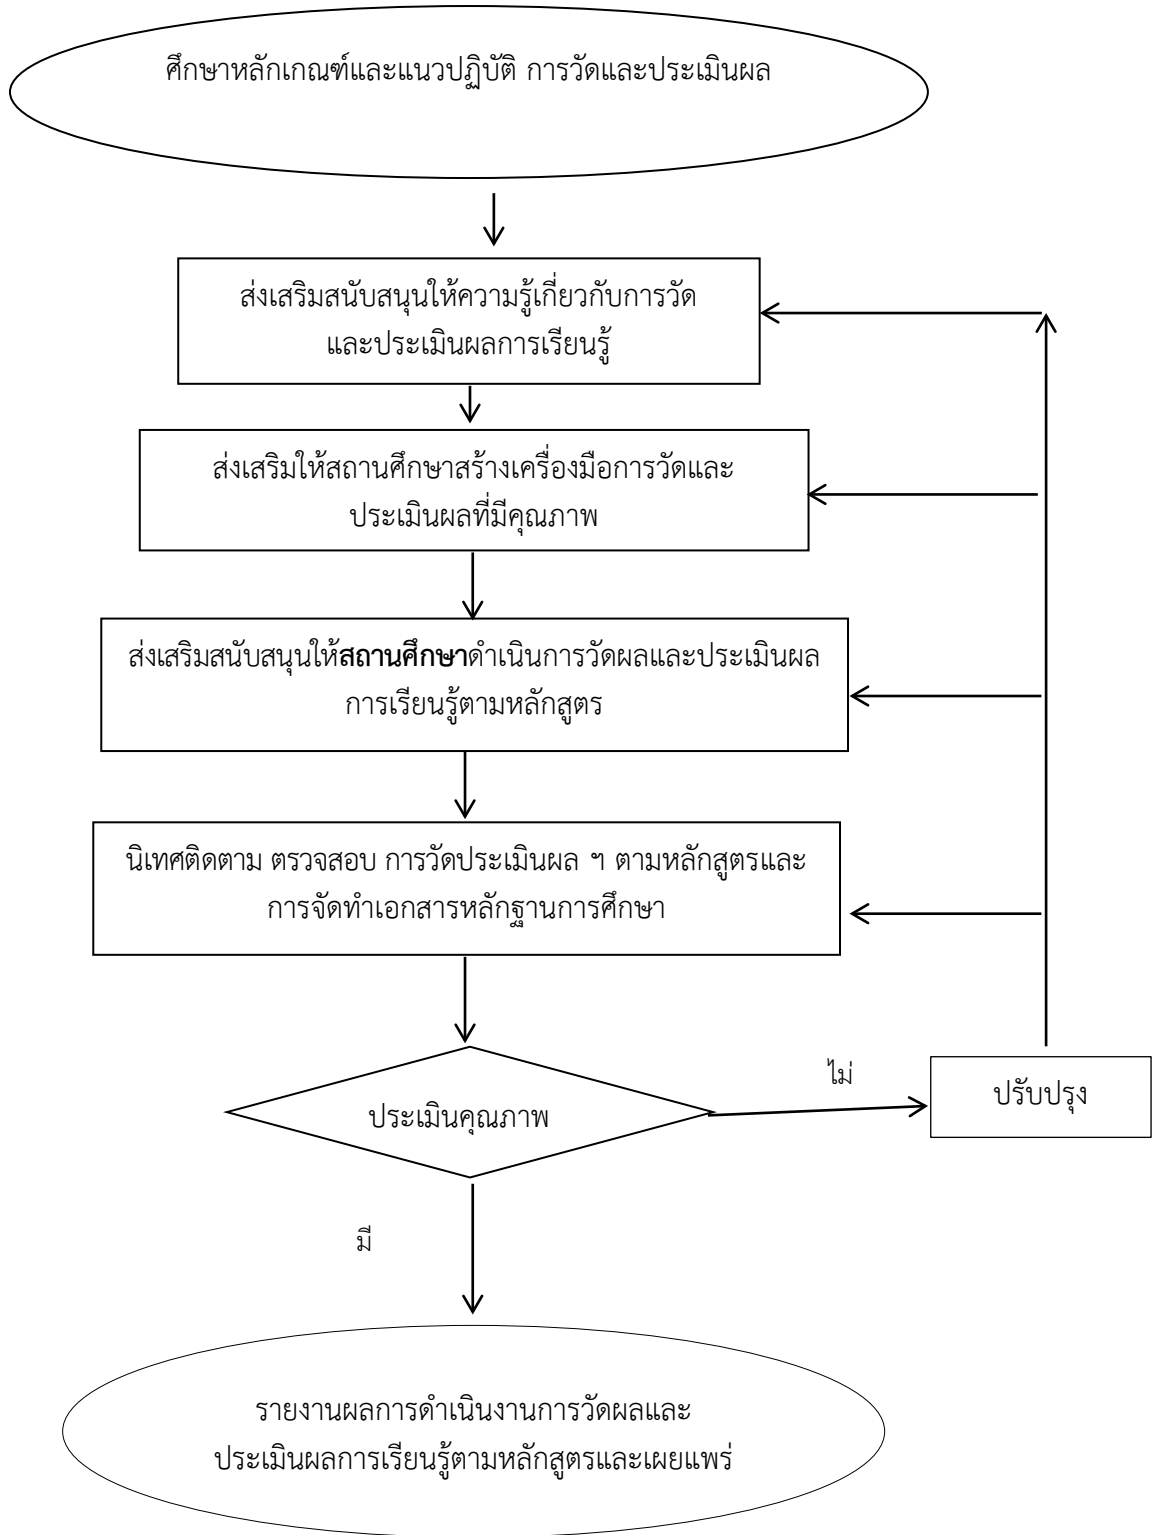 ศึกษาหลักเกณฑ์และแนวปฏิบัติ การวัดและประเมินผล
ส่งเสริมสนับสนุนให้ความรู้เกี่ยวกับการวัด
และประเมินผลการเรียนรู้
ส่งเสริมให้สถานศึกษาสร้างเครื่องมือการวัดและ
ประเมินผลที่มีคุณภาพ
ส่งเสริมสนับสนุนให้สถานศึกษาดำเนินการวัดผลและประเมินผล
การเรียนรู้ตามหลักสูตร
นิเทศติดตาม ตรวจสอบ การวัดประเมินผล ฯ ตามหลักสูตรและ
การจัดทำเอกสารหลักฐานการศึกษา
ไม่
ปรับปรุง
ประเมินคุณภาพ
มี
รายงานผลการดำเนินงานการวัดผลและ
ประเมินผลการเรียนรู้ตามหลักสูตรและเผยแพร่